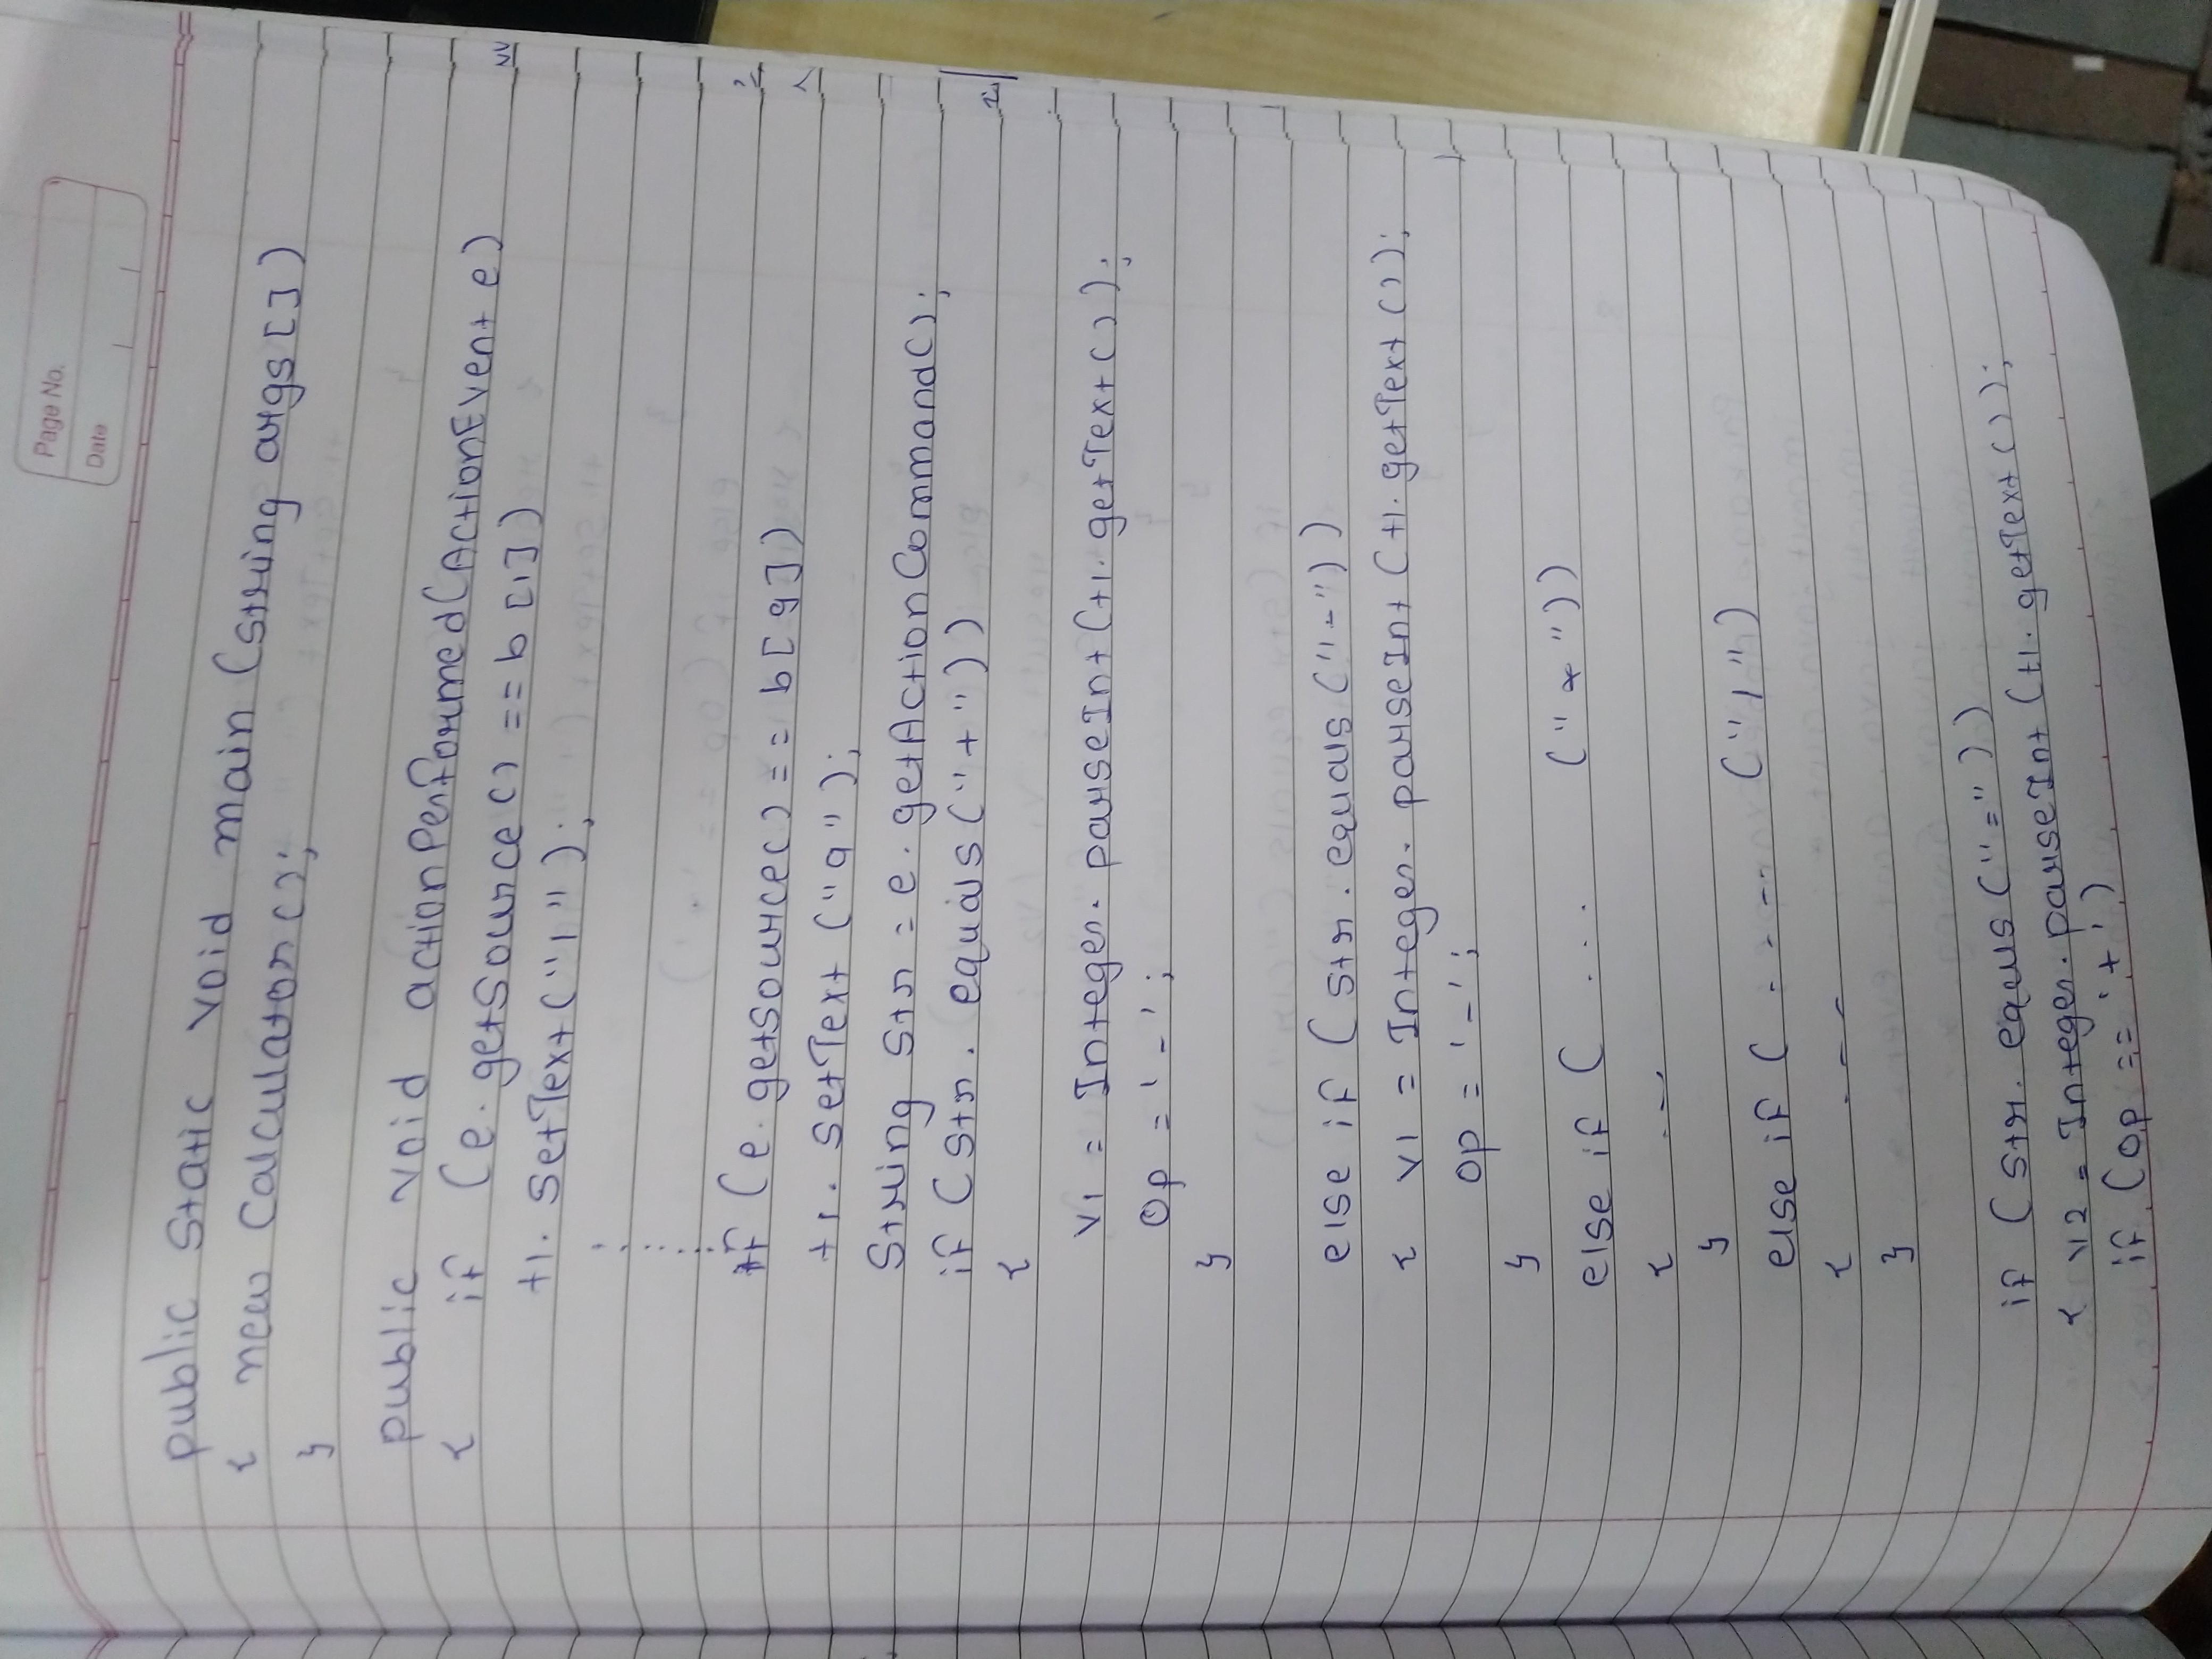 Page No.
Date
public static void main (string args[])
{ new Calculator();
}
public void actionPerformed(ActionEvent e)
{ if (e.getSource() == b[1])
t1. SetText("1");
if (e.getsource() == b[9])
t1. SetText ("9");
String str = e. getActionCommand();
if (str. equals("+"))
{
v1 = Integer. parseInt (t1. getText());
Op = '-';
}
else if (str. equals ("-"))
{ v1 = Integer. parseInt (t1. getText());
op = '-';
}
else if ( ... ("*"))
{ ...
}
else if ( - - -- ("/")
{ ---
}
if (str. equls ("="))
{ v2 = Integer. parseInt (t1. getText());
if (op == '+')